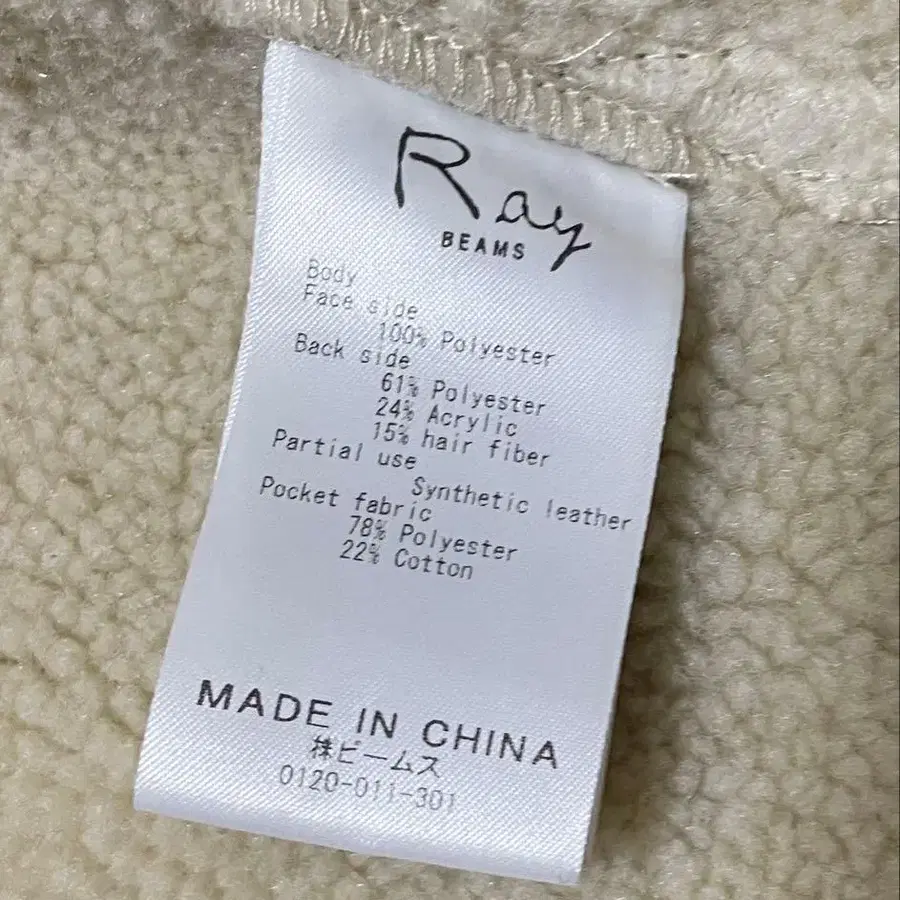 Ray
BEAMS
Body
Face side
100% Polyester
Back side
61% Polyester
24% Acrylic
15% hair fiber
Partial use
Synthetic leather
Pocket fabric
78% Polyester
22% Cotton
MADE IN CHINA
㈱ビームス
0120-011-301